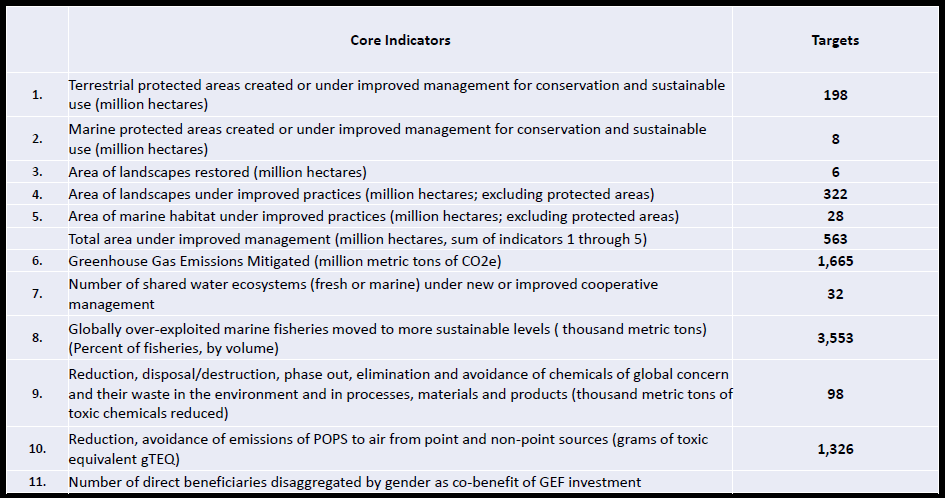 Core Indicators Targets
1. Terrestrial protected areas created or under improved management for conservation and sustainable
use (million hectares) 198
2. Marine protected areas created or under improved management for conservation and sustainable
use (million hectares) 8
3. Area of landscapes restored (million hectares) 6
4. Area of landscapes under improved practices (million hectares; excluding protected areas) 322
5. Area of marine habitat under improved practices (million hectares; excluding protected areas) 28
Total area under improved management (million hectares, sum of indicators 1 through 5) 563
6. Greenhouse Gas Emissions Mitigated (million metric tons of CO2e) 1,665
7. Number of shared water ecosystems (fresh or marine) under new or improved cooperative
management 32
8. Globally over-exploited marine fisheries moved to more sustainable levels ( thousand metric tons)
(Percent of fisheries, by volume) 3,553
9. Reduction, disposal/destruction, phase out, elimination and avoidance of chemicals of global concern
and their waste in the environment and in processes, materials and products (thousand metric tons of
toxic chemicals reduced) 98
10. Reduction, avoidance of emissions of POPS to air from point and non-point sources (grams of toxic
equivalent gTEQ) 1,326
11. Number of direct beneficiaries disaggregated by gender as co-benefit of GEF investment